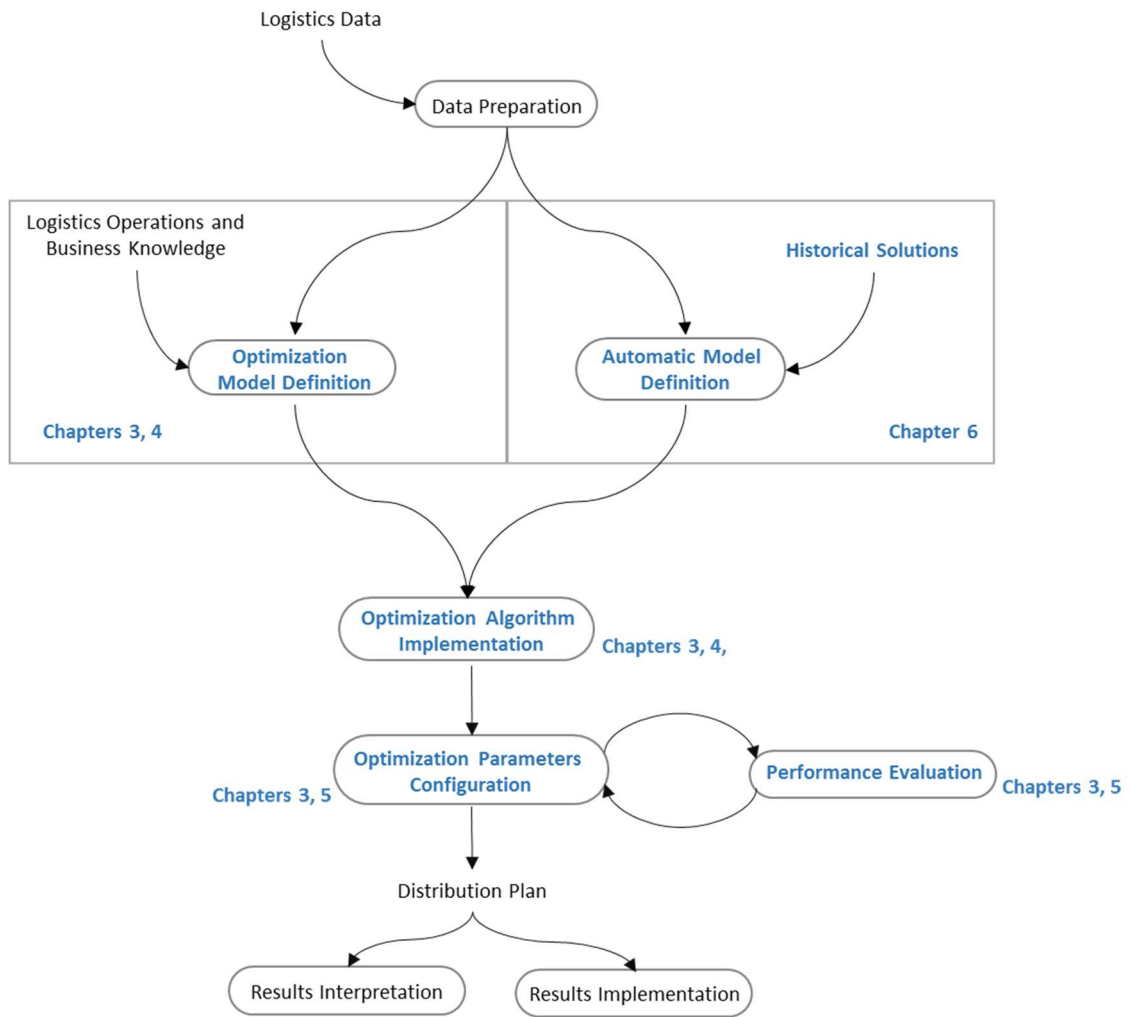 Logistics Data
Data Preparation
Logistics Operations and
Business Knowledge
Historical Solutions
Optimization
Model Definition
Automatic Model
Definition
Chapters 3, 4
Chapter 6
Optimization Algorithm
Implementation
Chapters 3, 4,
Optimization Parameters
Configuration
Chapters 3, 5
Performance Evaluation
Chapters 3, 5
Distribution Plan
Results Interpretation
Results Implementation